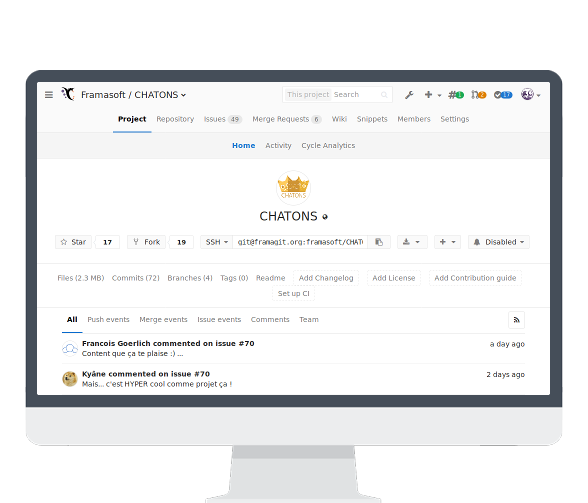 Framasoft / CHATONS
This project Search
1 2 17
Project Repository Issues 49 Merge Requests 6 Wiki Snippets Members Settings
Home Activity Cycle Analytics
CHATONS
CHATONS
Star 17 Fork 19 SSH git@framagit.org:framasoft/CHAT Disabled
Files (2.3 MB) Commits (72) Branches (4) Tags (0) Readme Add Changelog Add License Add Contribution guide
Set up CI
All Push events Merge events Issue events Comments Team
Francois Goerlich commented on issue #70 a day ago
Content que ça te plaise :) ...
Kyâne commented on issue #70 2 days ago
Mais... c'est HYPER cool comme projet ça !